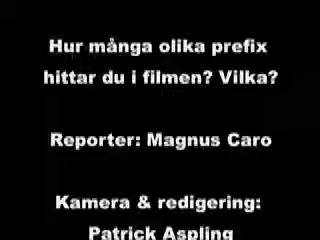 Hur många olika prefix
hittar du i filmen? Vilka?
Reporter: Magnus Caro
Kamera & redigering:
Patrick Aspling